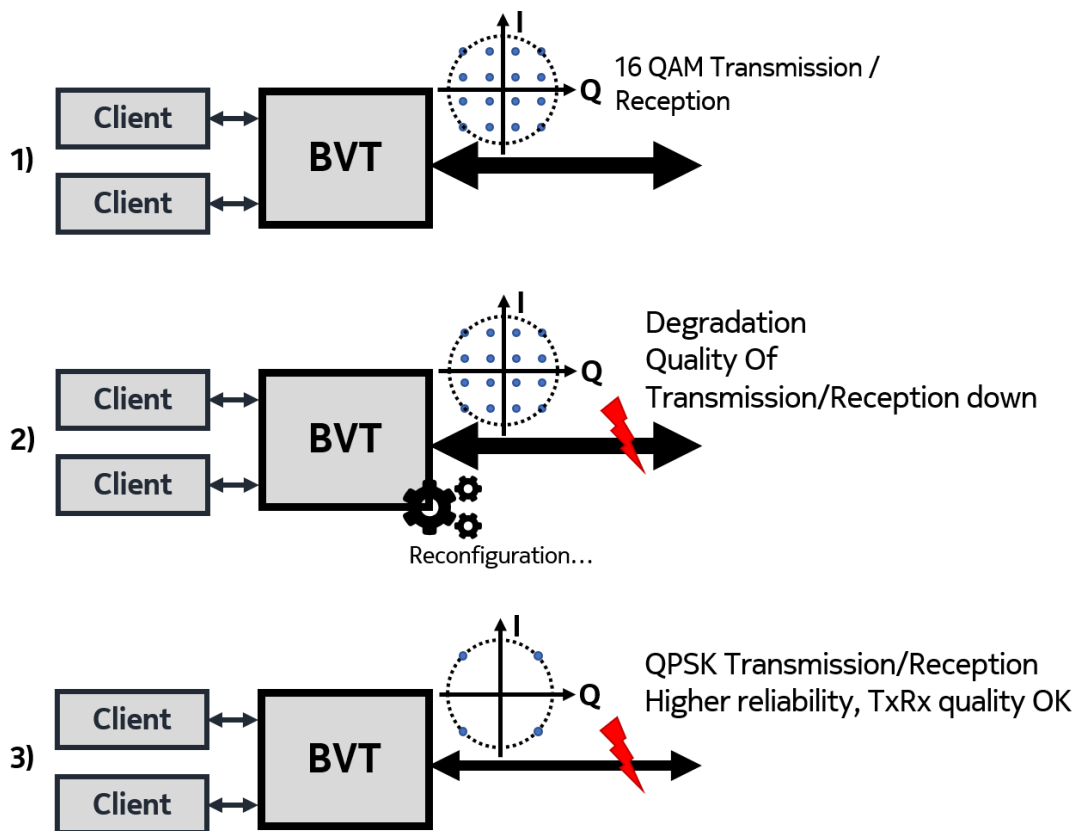 I
Q
16 QAM Transmission /
Reception
1)
Client
Client
BVT
I
Q
Degradation
Quality Of
Transmission/Reception down
2)
Client
Client
BVT
Reconfiguration…
I
Q
QPSK Transmission/Reception
Higher reliability, TxRx quality OK
3)
Client
Client
BVT